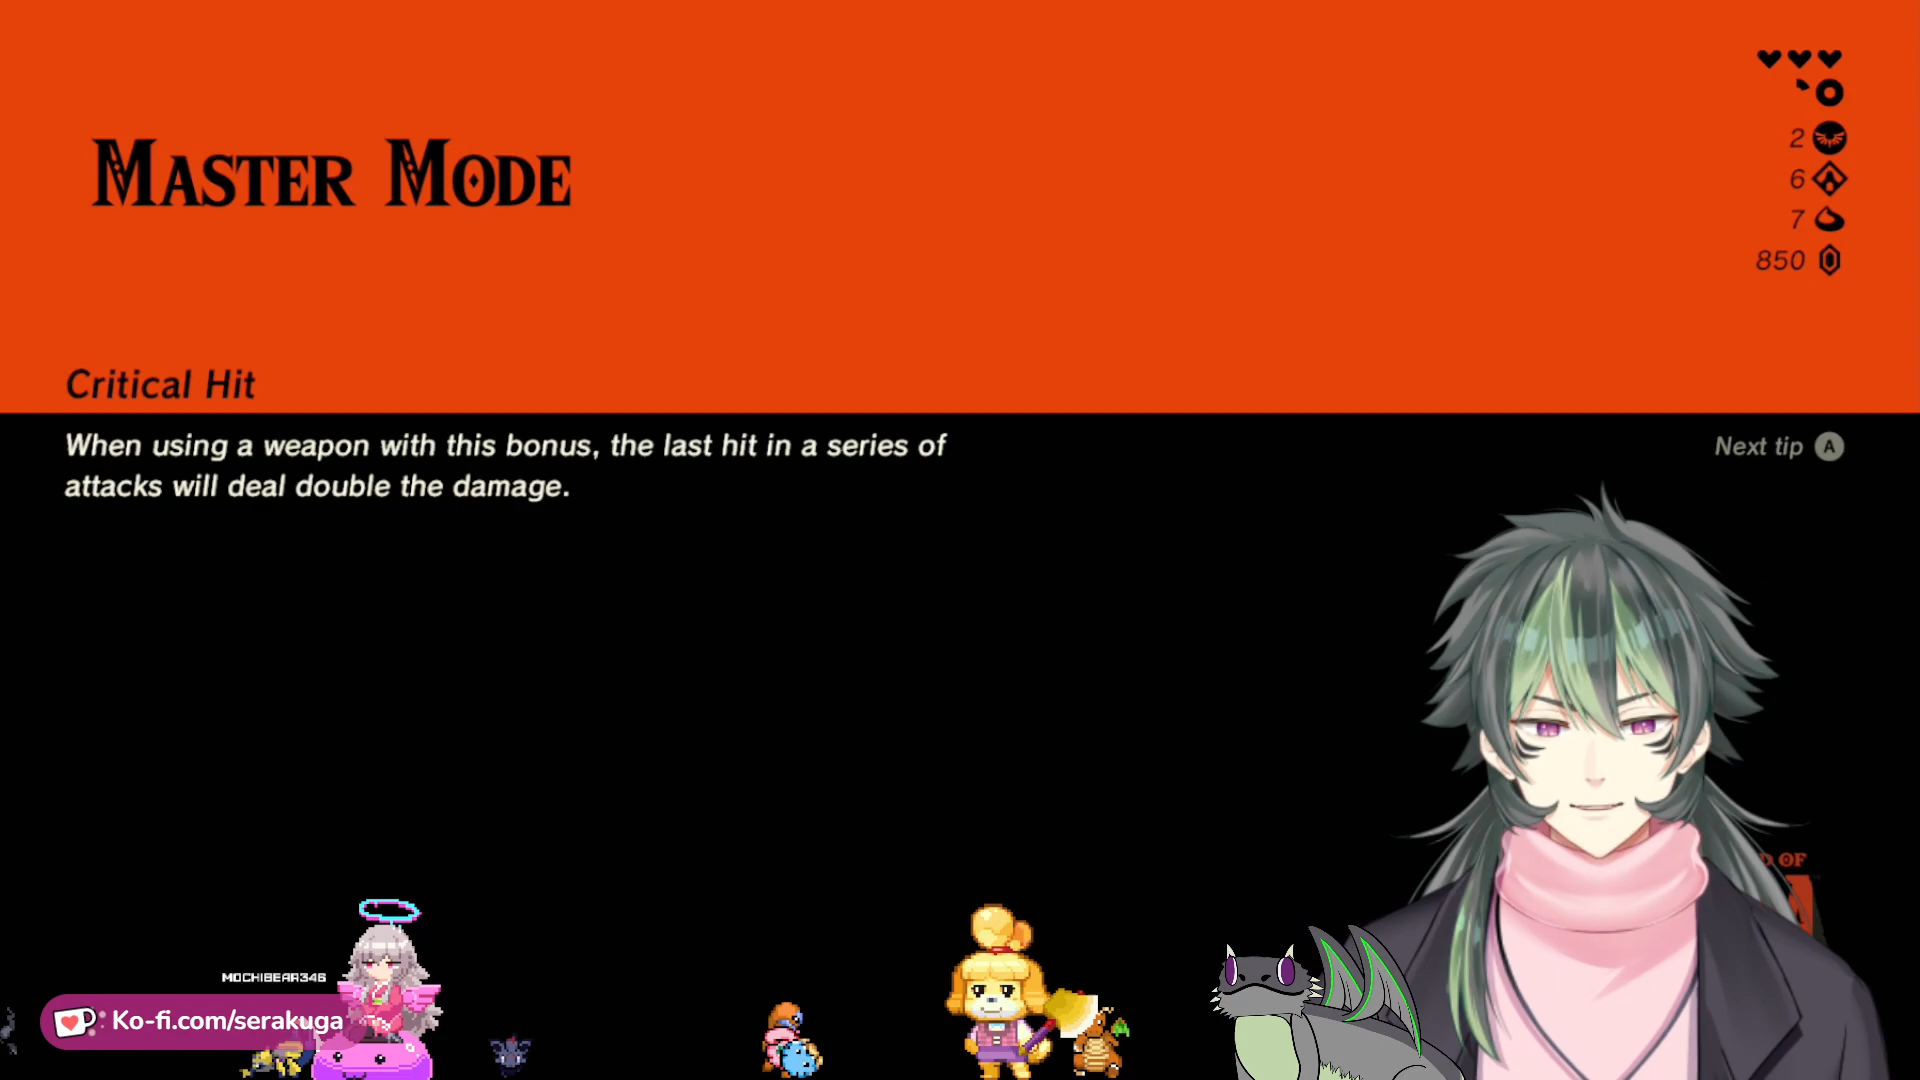 MASTER MODE
2
6
7
850
Critical Hit
When using a weapon with this bonus, the last hit in a series of
attacks will deal double the damage.
Next tip A
OF
MOCHIBEAR346
Ko-fi.com/serakuga